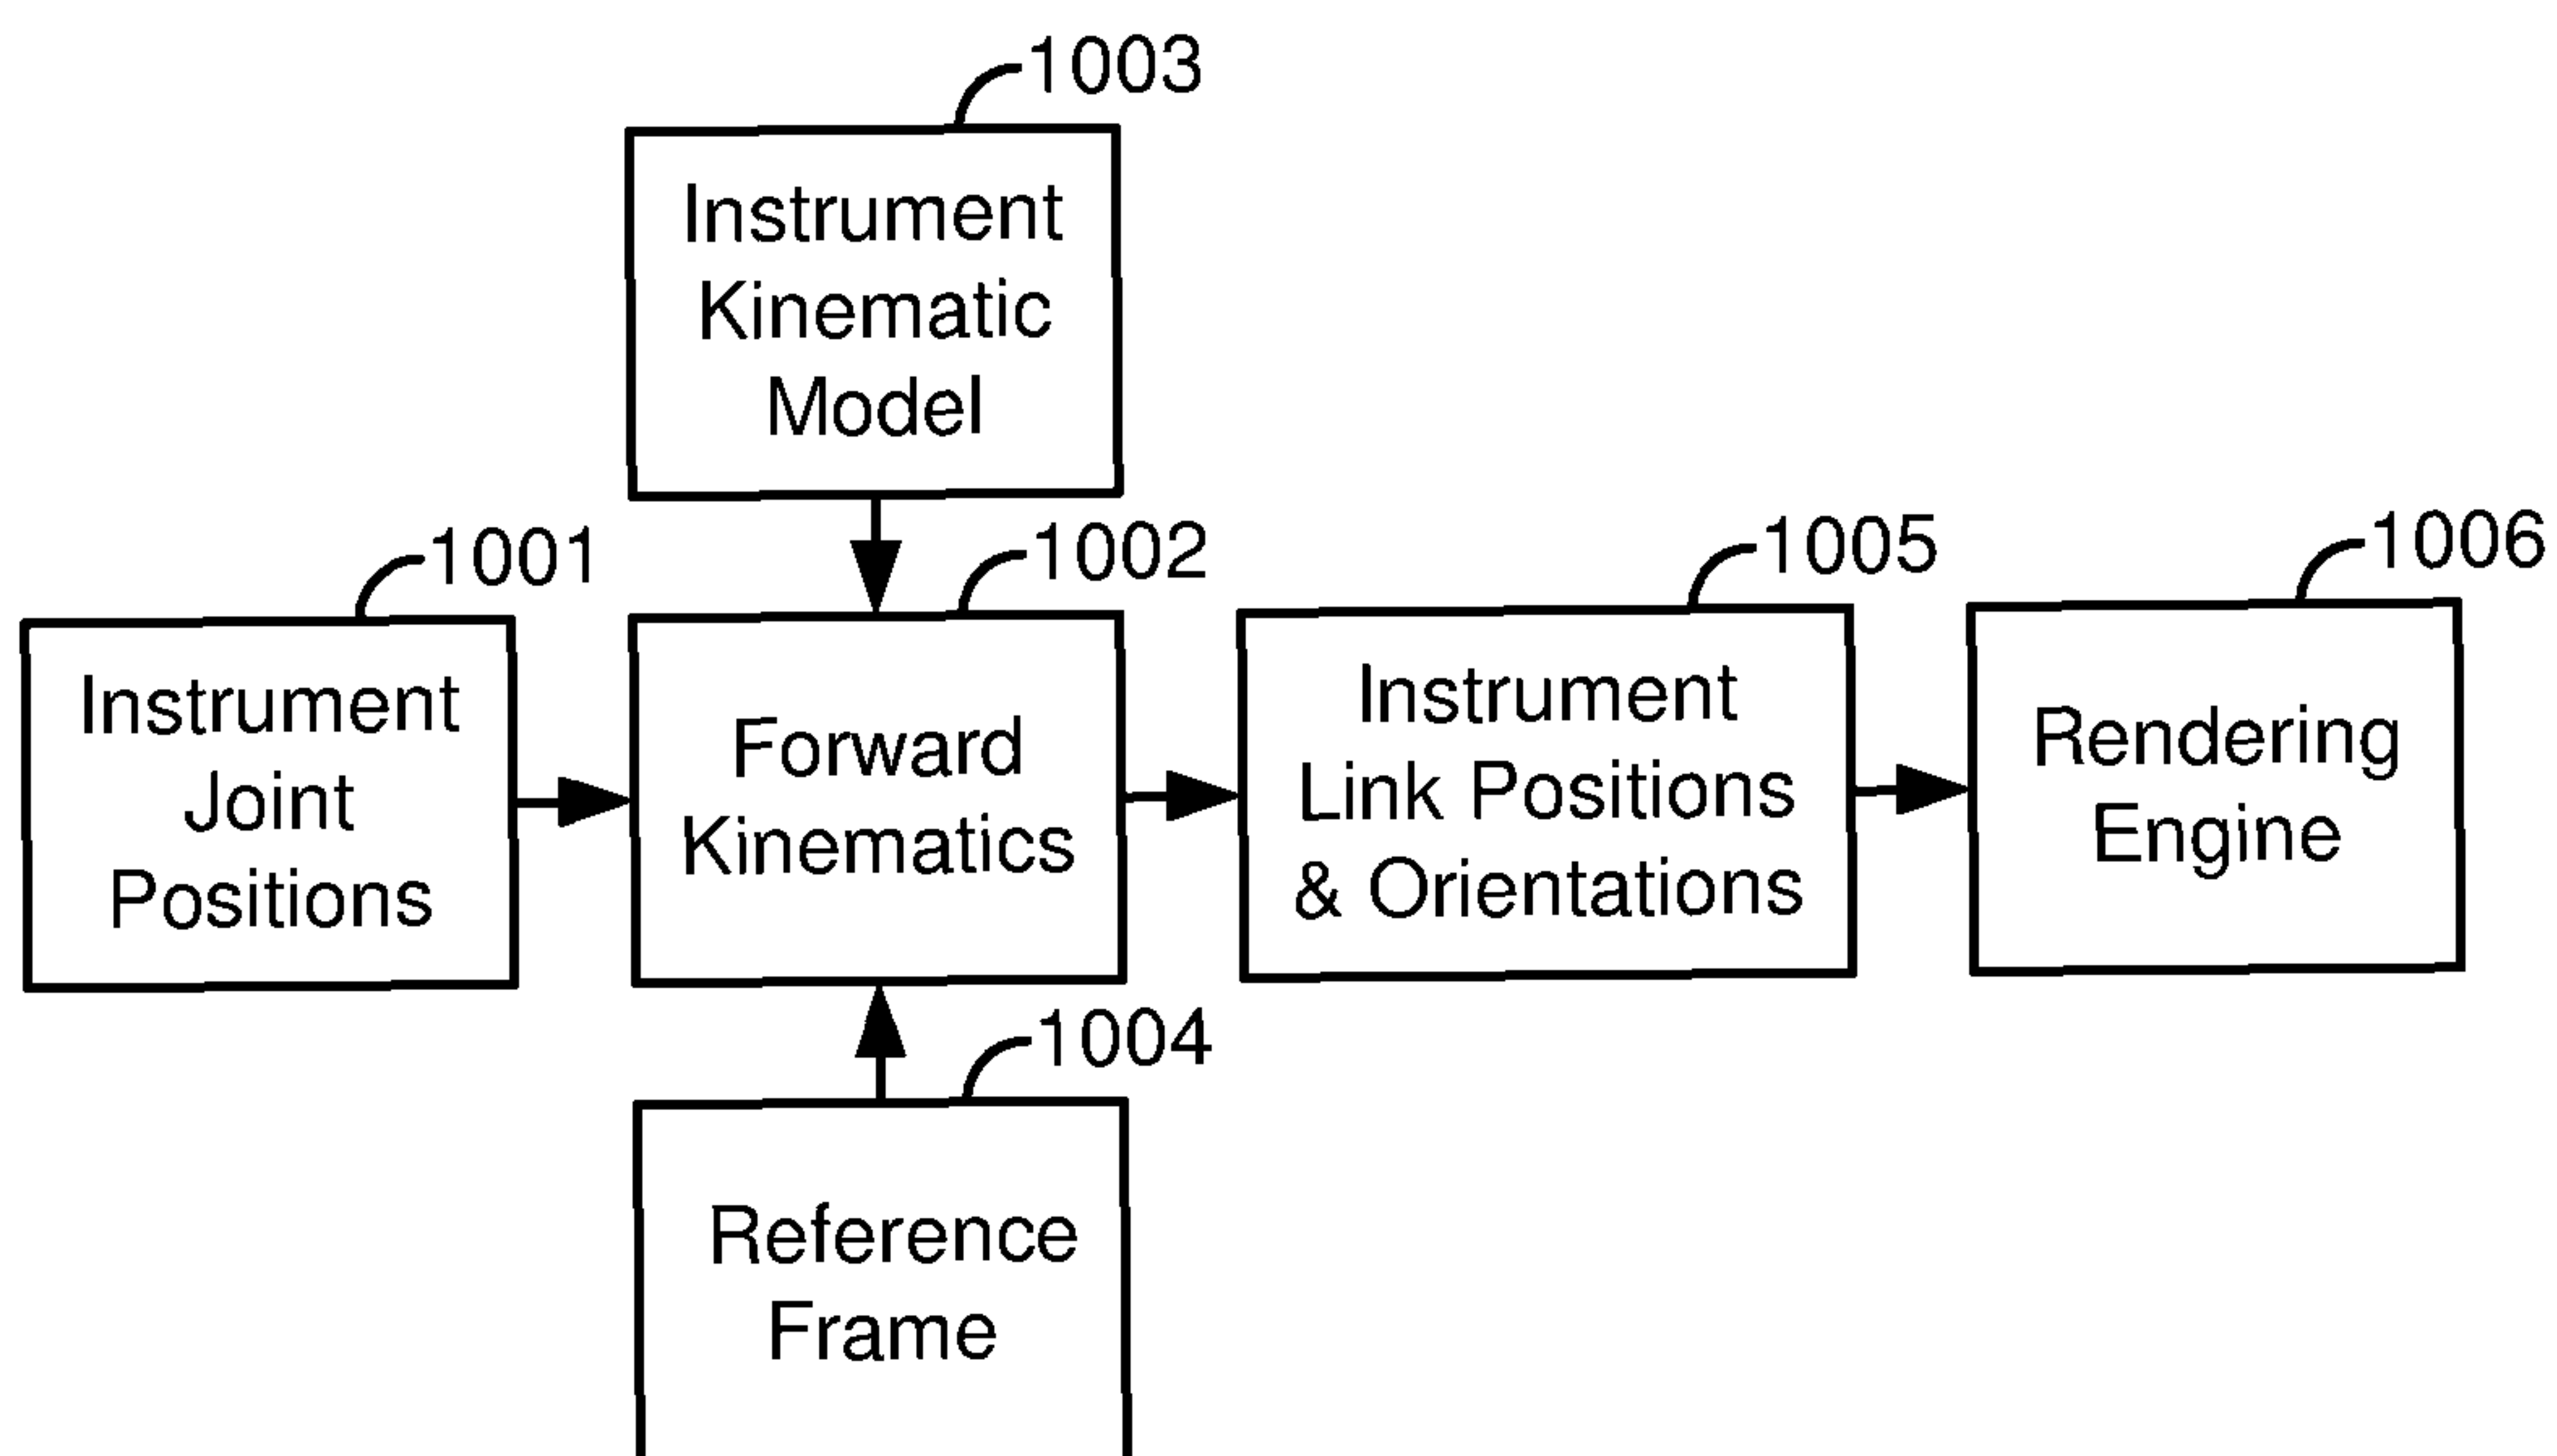 1003
Instrument
Kinematic
Model
1001
Instrument
Joint
Positions
1002
Forward
Kinematics
1005
Instrument
Link Positions
& Orientations
1006
Rendering
Engine
1004
Reference
Frame